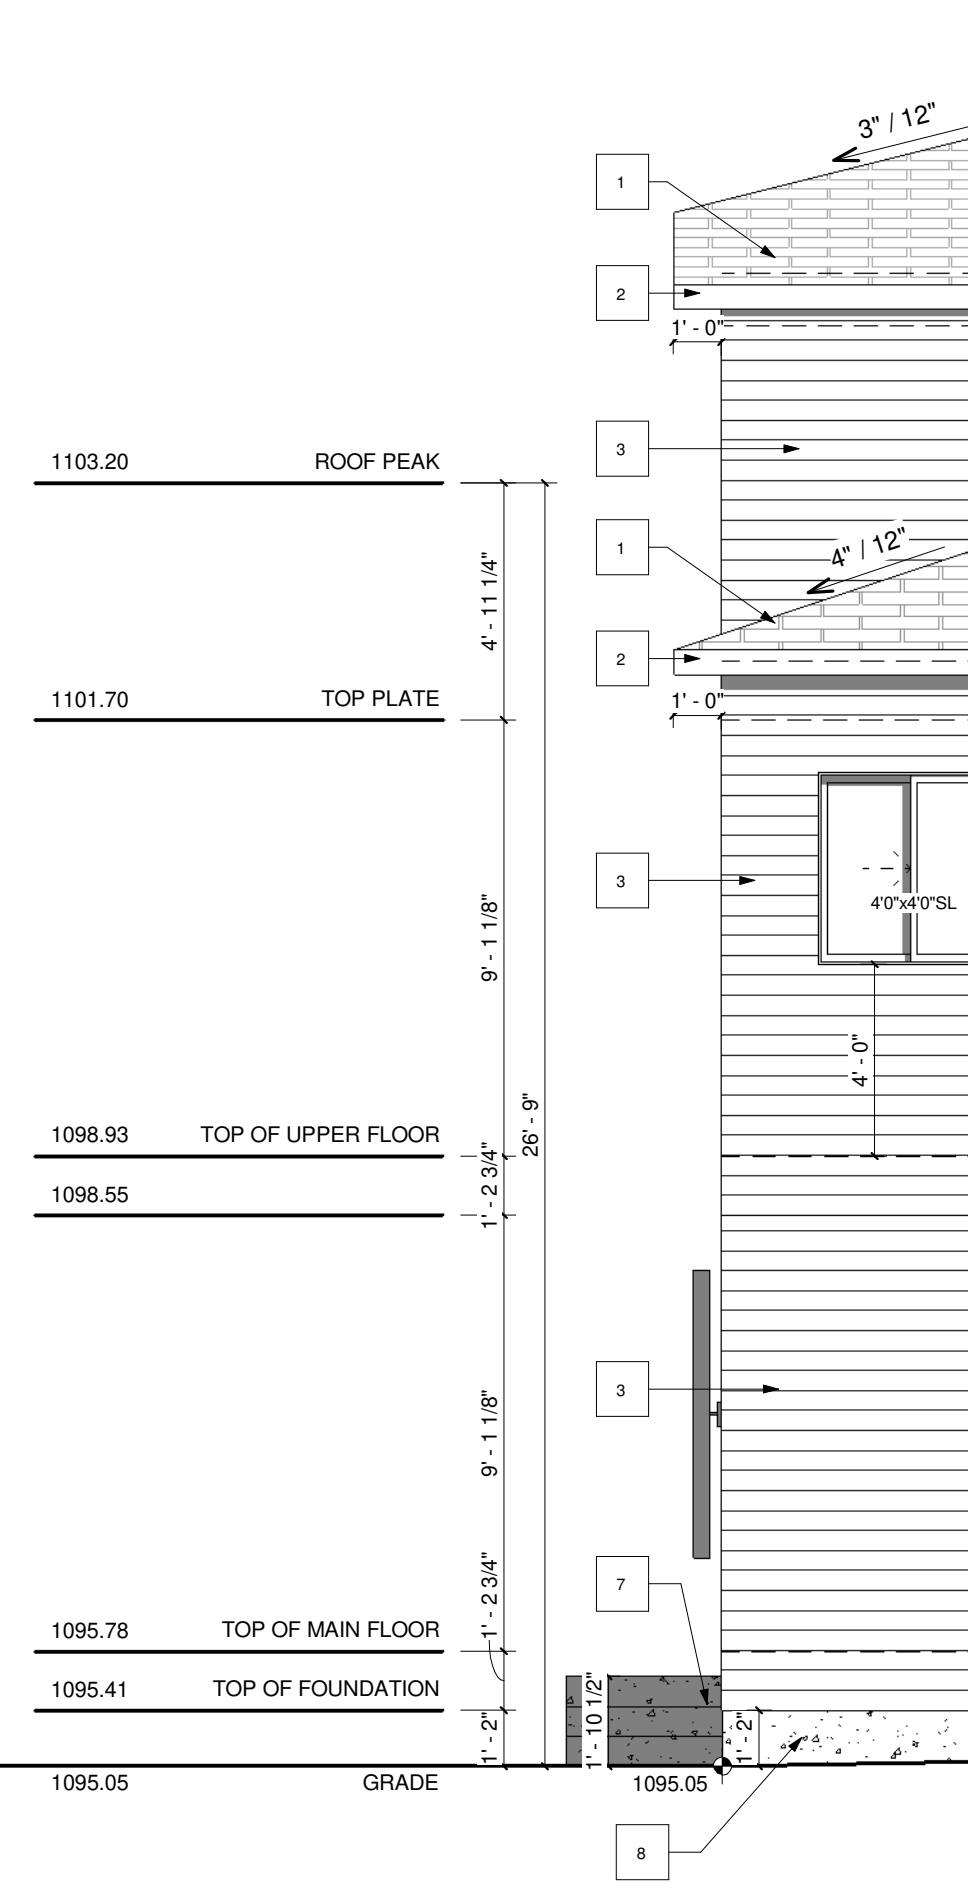 3" / 12"
1
2
1' - 0"
1103.20 ROOF PEAK
3
4' - 11 1/4"
1
4" / 12"
2
1101.70 TOP PLATE
1' - 0"
9' - 1 1/8"
3
4'0"x4'0"SL
4' - 0"
26' - 9"
1098.93 TOP OF UPPER FLOOR
1' - 2 3/4"
1098.55
9' - 1 1/8"
3
1' - 2 3/4"
7
1095.78 TOP OF MAIN FLOOR
1095.41 TOP OF FOUNDATION
1' - 2"
1' - 10 1/2"
1' - 2"
1095.05 GRADE
1095.05
8